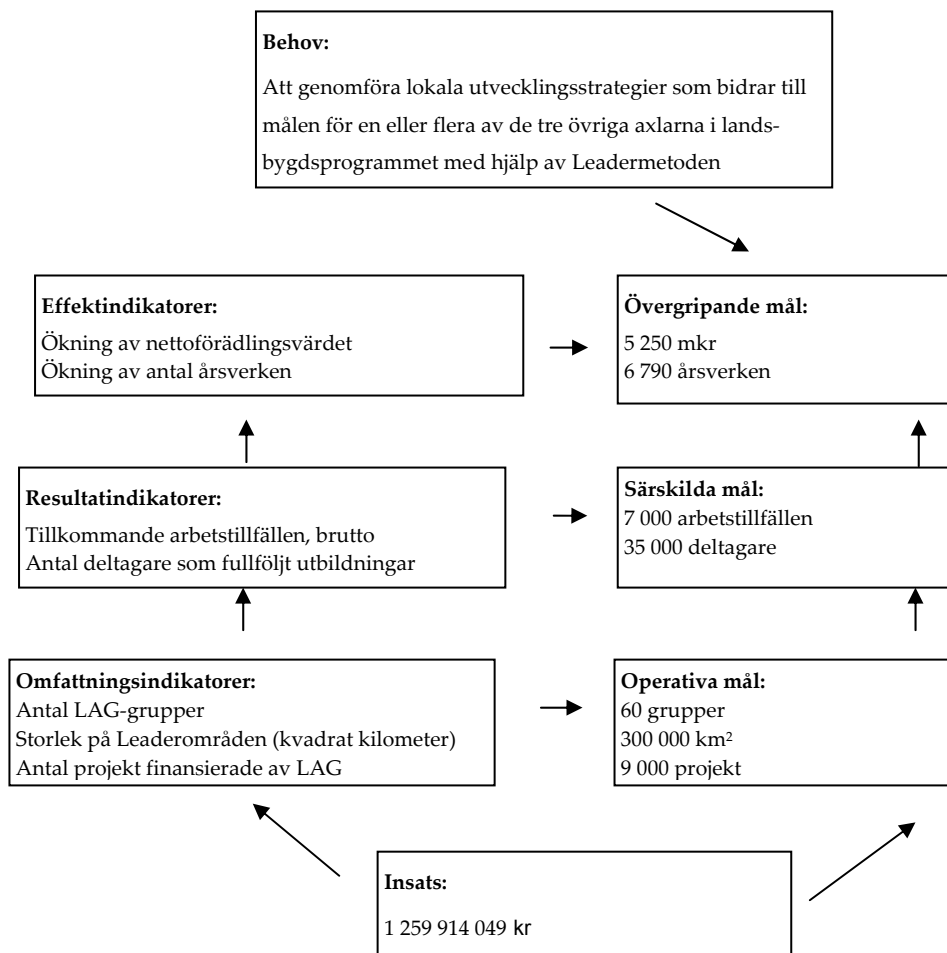 Behov:
Att genomföra lokala utvecklingsstrategier som bidrar till
målen för en eller flera av de tre övriga axlarna i lands-
bygdsprogrammet med hjälp av Leadermetoden
Effektindikatorer:
Ökning av nettoförädlingsvärdet
Ökning av antal årsverken
Övergripande mål:
5 250 mkr
6 790 årsverken
Resultatindikatorer:
Tillkommande arbetstillfällen, brutto
Antal deltagare som fullföljt utbildningar
Särskilda mål:
7 000 arbetstillfällen
35 000 deltagare
Omfattningsindikatorer:
Antal LAG-grupper
Storlek på Leaderområden (kvadrat kilometer)
Antal projekt finansierade av LAG
Operativa mål:
60 grupper
300 000 km²
9 000 projekt
Insats:
1 259 914 049 kr